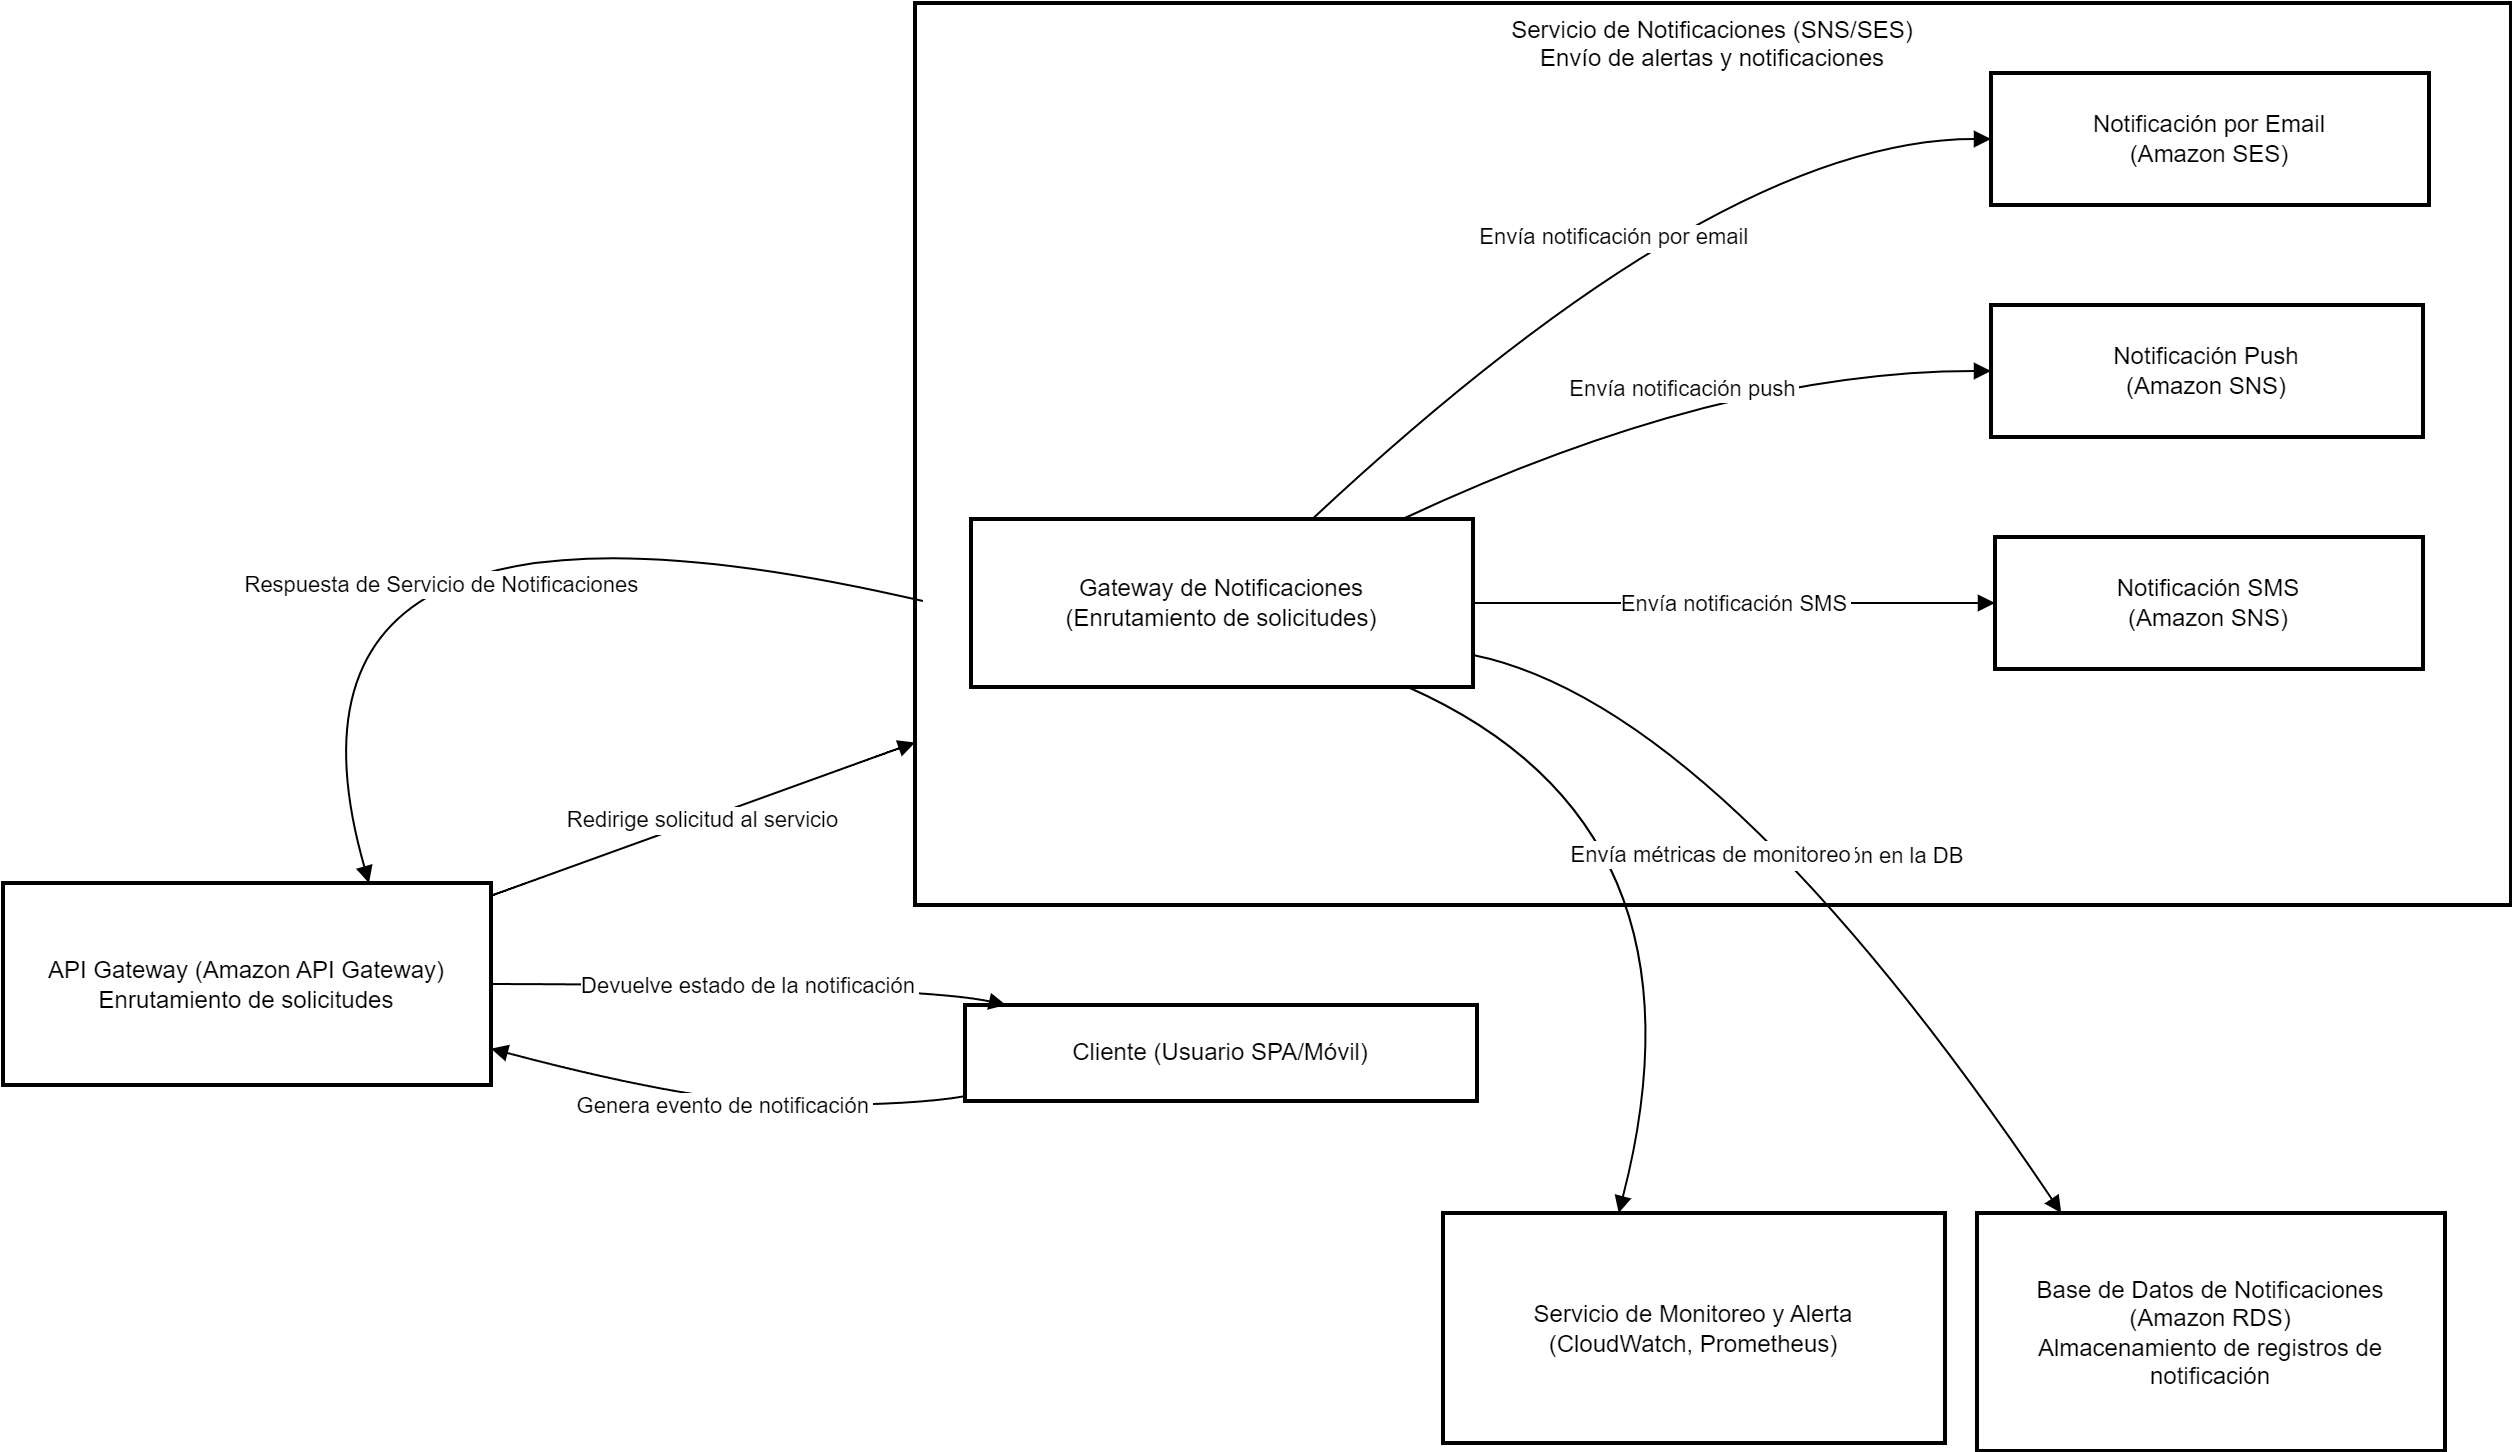 Servicio de Notificaciones (SNS/SES)
Envío de alertas y notificaciones
Notificación por Email
(Amazon SES)
Envía notificación por email
Notificación Push
(Amazon SNS)
Envía notificación push
Gateway de Notificaciones
(Enrutamiento de solicitudes)
Envía notificación SMS
Notificación SMS
(Amazon SNS)
Respuesta de Servicio de Notificaciones
Redirige solicitud al servicio
Envía métricas de monitoreo
en la DB
API Gateway (Amazon API Gateway)
Enrutamiento de solicitudes
Devuelve estado de la notificación
Cliente (Usuario SPA/Móvil)
Genera evento de notificación
Servicio de Monitoreo y Alerta
(CloudWatch, Prometheus)
Base de Datos de Notificaciones
(Amazon RDS)
Almacenamiento de registros de
notificación